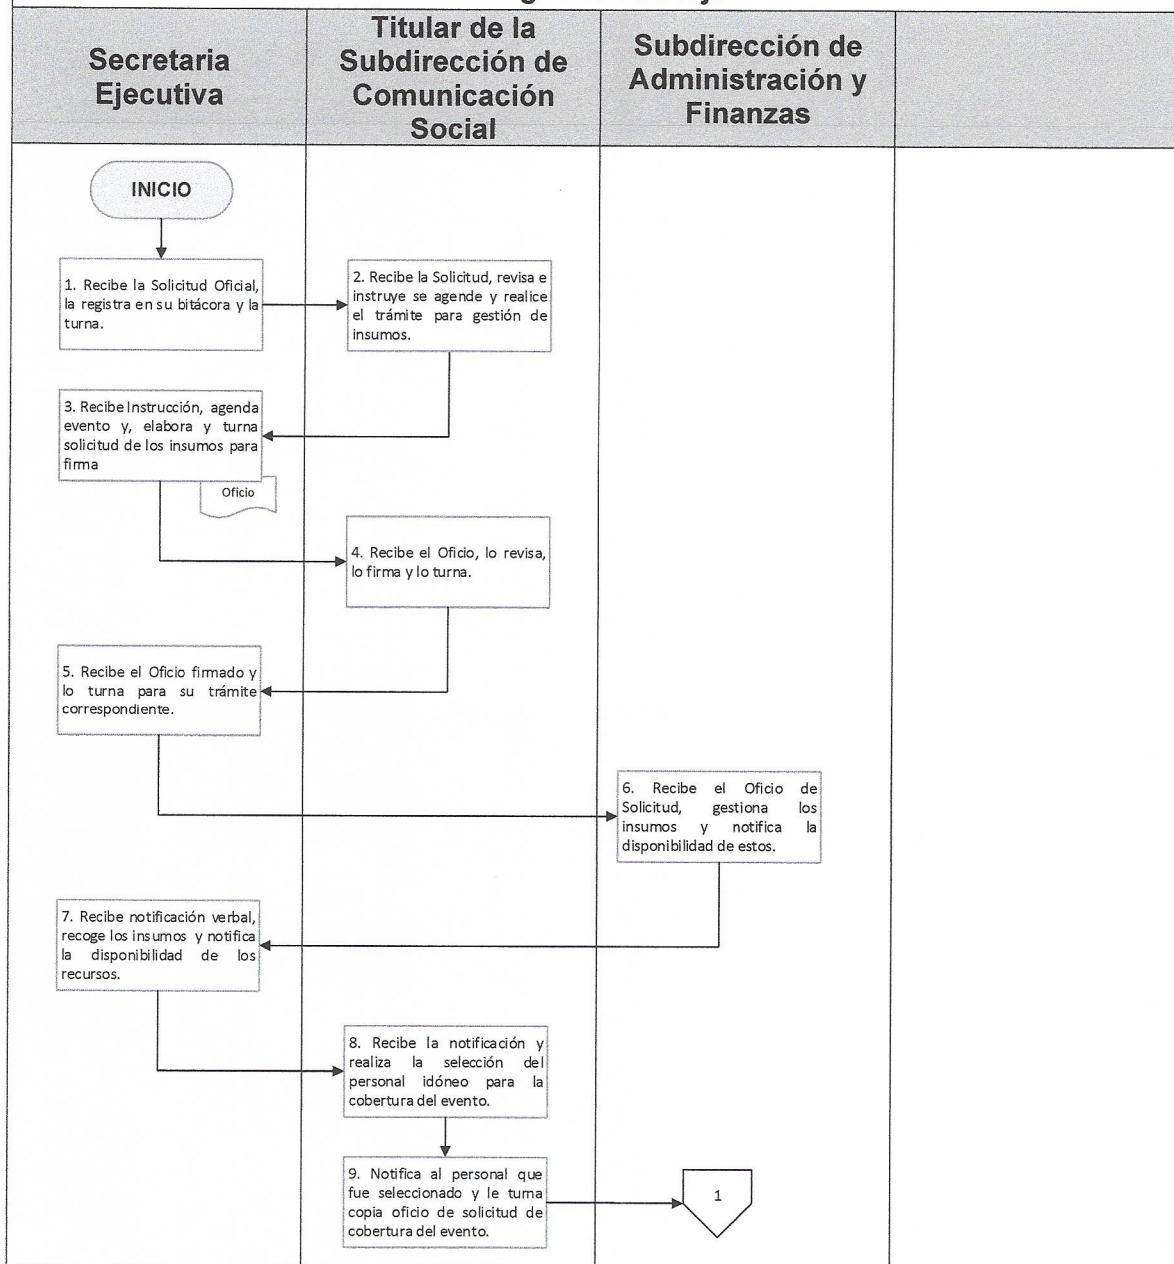 Secretaria
Ejecutiva
Titular de la
Subdirección de
Comunicación
Social
Subdirección de
Administración y
Finanzas
INICIO
1. Recibe la Solicitud Oficial,
la registra en su bitácora y la
turna.
2. Recibe la Solicitud, revisa e
instruye se agende y realice
el trámite para gestión de
insumos.
3. Recibe Instrucción, agenda
evento y, elabora y turna
solicitud de los insumos para
firma
Oficio
4. Recibe el Oficio, lo revisa,
lo firma y lo turna.
5. Recibe el Oficio firmado y
lo turna para su trámite
correspondiente.
6. Recibe el Oficio de
Solicitud, gestiona los
insumos y notifica la
disponibilidad de estos.
7. Recibe notificación verbal,
recoge los insumos y notifica
la disponibilidad de los
recursos.
8. Recibe la notificación y
realiza la selección del
personal idóneo para la
cobertura del evento.
9. Notifica al personal que
fue seleccionado y le turna
copia oficio de solicitud de
cobertura del evento.
1